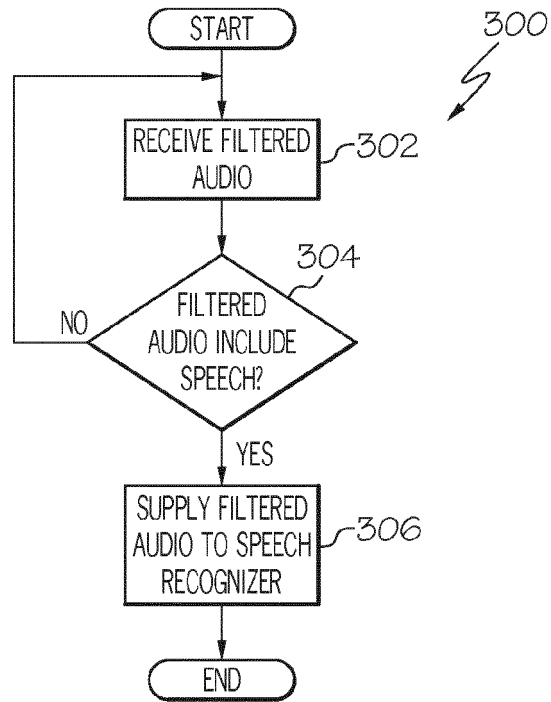 START
300
RECEIVE FILTERED
AUDIO
302
304
FILTERED
AUDIO INCLUDE
SPEECH?
NO
YES
SUPPLY FILTERED
AUDIO TO SPEECH
RECOGNIZER
306
END